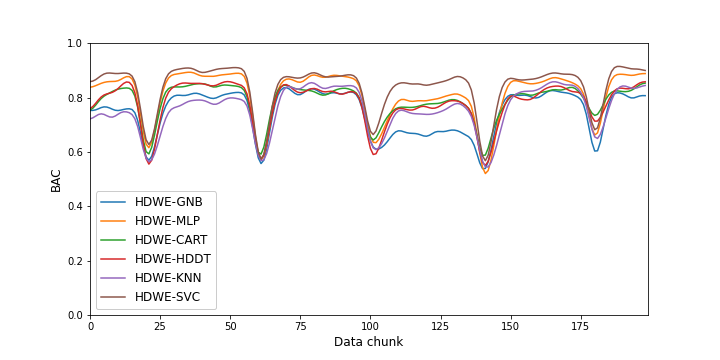 1.0
0.8
0.6
0.4
0.2
0.0
BAC
HDWE-GNB
HDWE-MLP
HDWE-CART
HDWE-HDDT
HDWE-KNN
HDWE-SVC
0 25 50 75 100 125 150 175
Data chunk